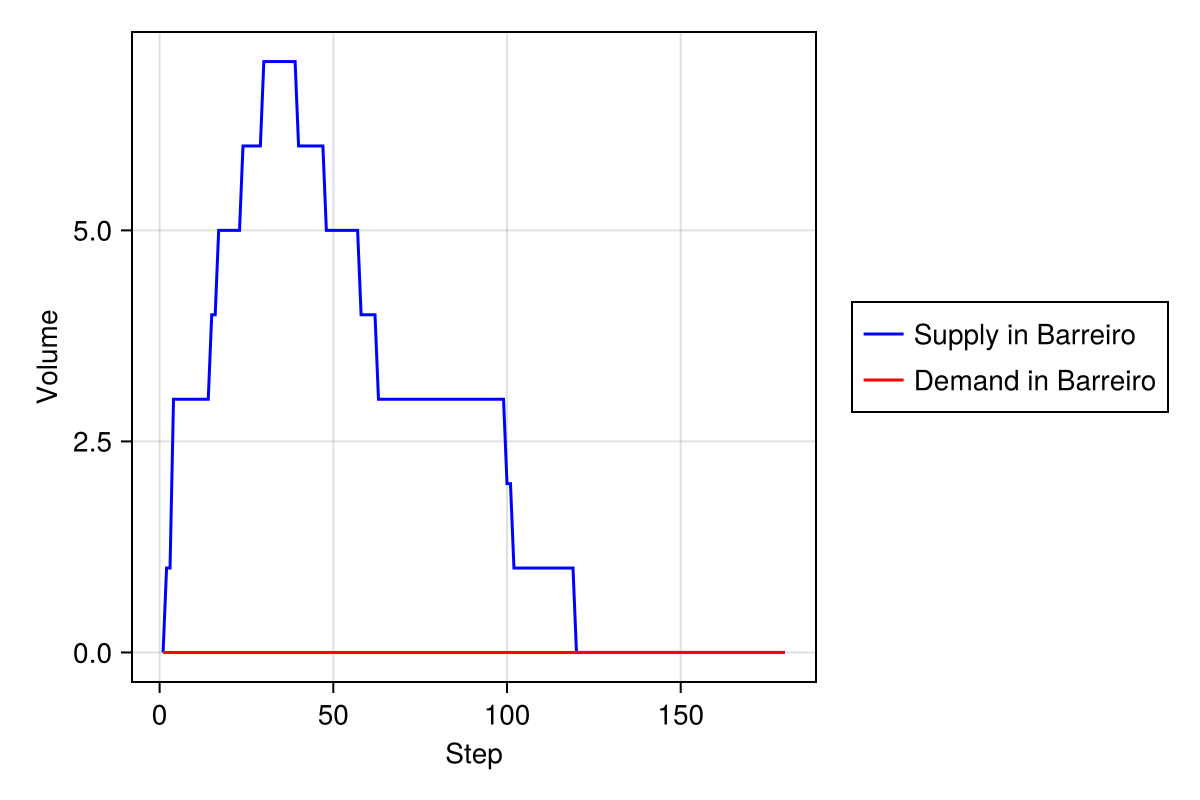 Volume
5.0
2.5
0.0
0 50 100 150
Step
Supply in Barreiro
Demand in Barreiro